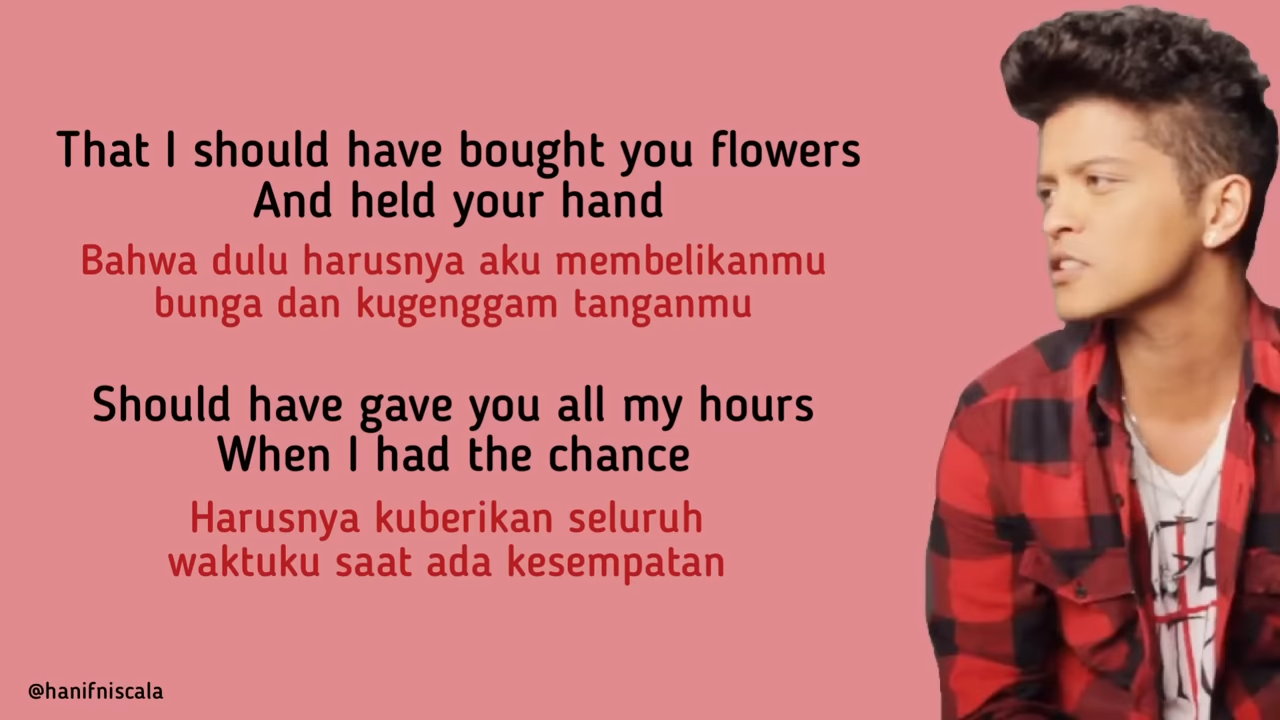 That I should have bought you flowers
And held your hand
Bahwa dulu harusnya aku membelikanmu
bunga dan kugenggam tanganmu
Should have gave you all my hours
When I had the chance
Harusnya kuberikan seluruh
waktuku saat ada kesempatan
@hanifniscala